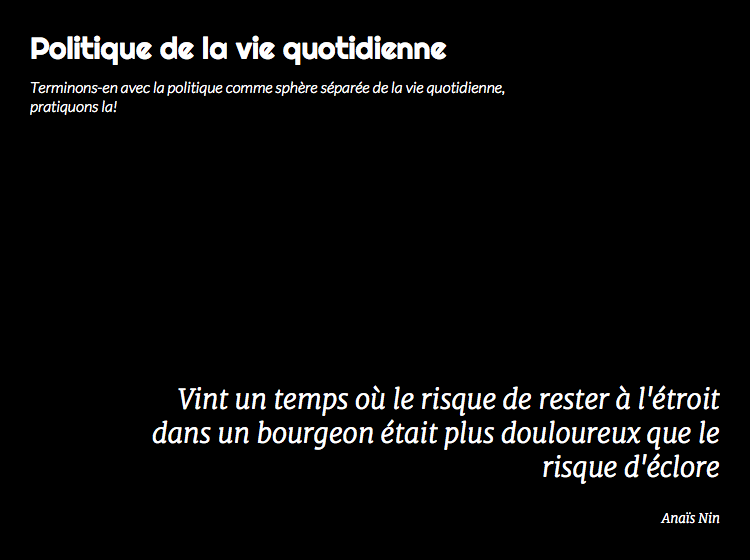 Politique de la vie quotidienne
Terminons-en avec la politique comme sphère séparée de la vie quotidienne,
pratiquons la!
Vint un temps où le risque de rester à l'étroit
dans un bourgeon était plus douloureux que le
risque d'éclore
Anaïs Nin